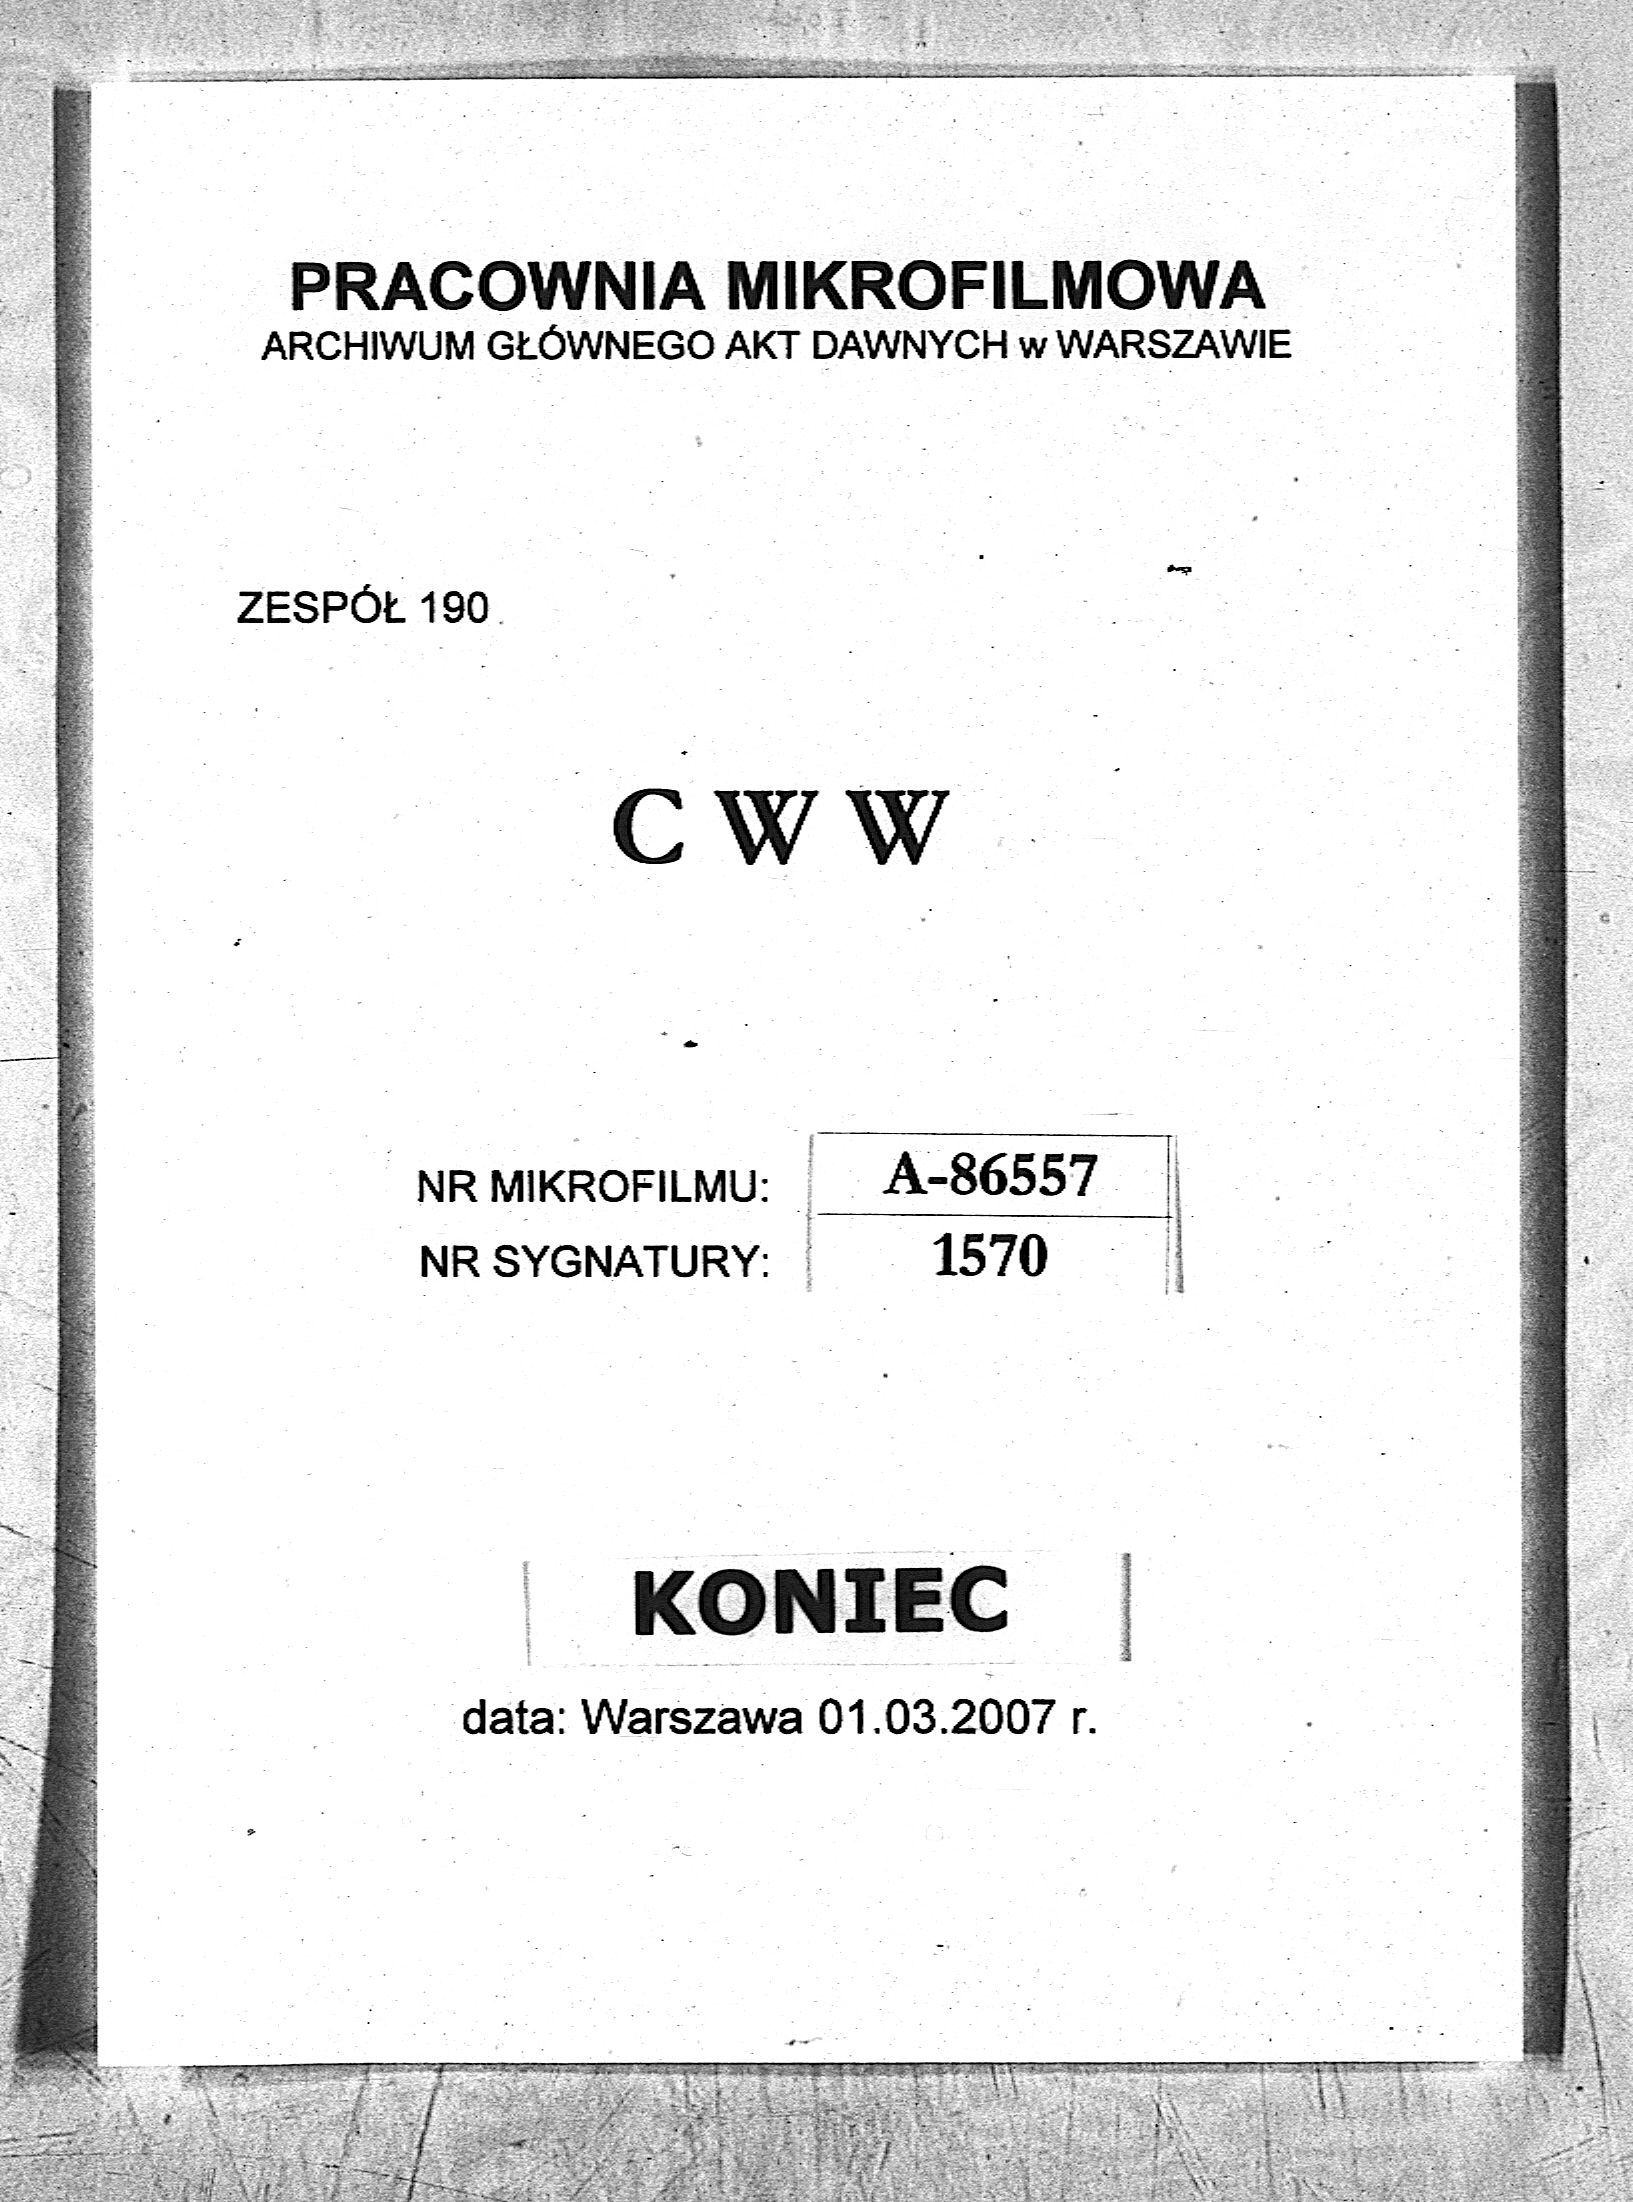 PRACOWNIA MIKROFILMOWA
ARCHIWUM GŁÓWNEGO AKT DAWNYCH w WARSZAWIE
ZESPÓŁ 190
C W W
NR MIKROFILMU: A-86557
NR SYGNATURY: 1570
KONIEC
data: Warszawa 01.03.2007 r.